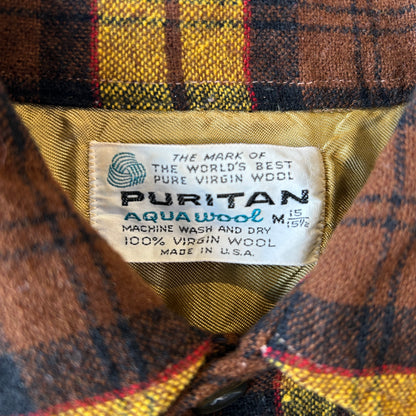 THE MARK OF
THE WORLD'S BEST
PURE VIRGIN WOOL
PURITAN
AQUAWOOL M 15/15½
MACHINE WASH AND DRY
100% VIRGIN WOOL
MADE IN U.S.A.